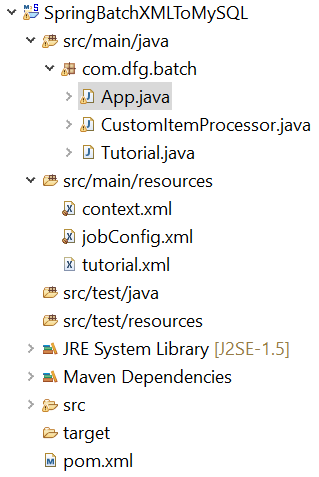 SpringBatchXMLToMySQL
src/main/java
com.dfg.batch
App.java
CustomItemProcessor.java
Tutorial.java
src/main/resources
context.xml
jobConfig.xml
tutorial.xml
src/test/java
src/test/resources
JRE System Library [J2SE-1.5]
Maven Dependencies
src
target
pom.xml